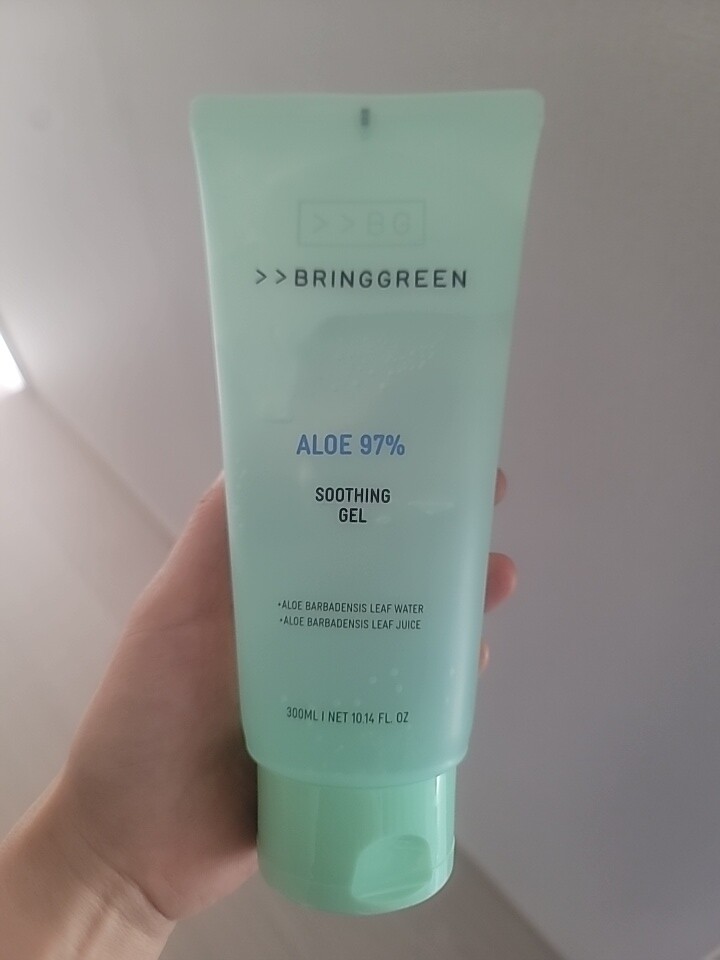 >>BG
>>BRINGGREEN
ALOE 97%
SOOTHING
GEL
•ALOE BARBADENSIS LEAF WATER
•ALOE BARBADENSIS LEAF JUICE
300ML I NET 10.14 FL. OZ